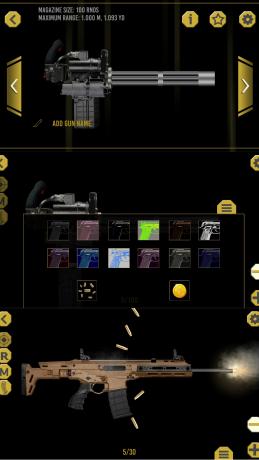 MAGAZINE SIZE: 100 RNDS
MAXIMUM RANGE: 1.000 M, 1.093 YD
i
ADD GUN NAME
M
R
M
5/30